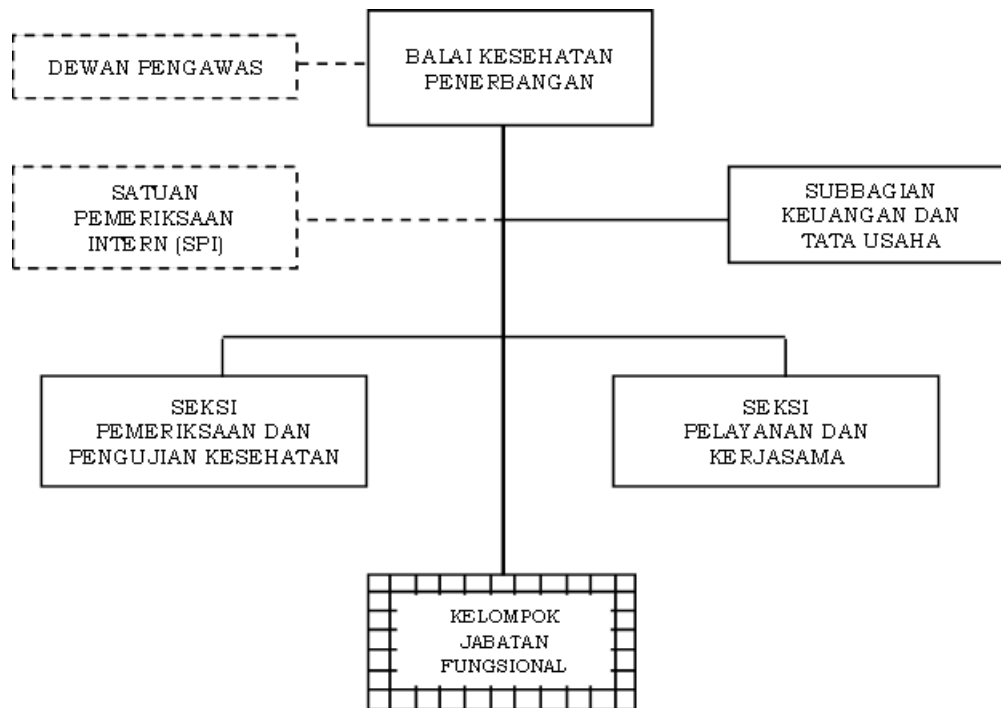 DEWAN PENGAWAS
BALAI KESEHATAN
PENERBANGAN
SATUAN
PEMERIKSAAN
INTERN (SPI)
SUBBAGIAN
KEUANGAN DAN
TATA USAHA
SEKSI
PEMERIKSAAN DAN
PENGUJIAN KESEHATAN
SEKSI
PELAYANAN DAN
KERJASAMA
KELOMPOK
JABATAN
FUNGSIONAL